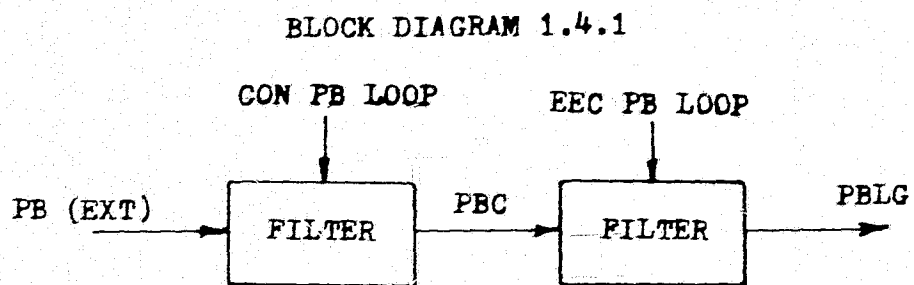 BLOCK DIAGRAM 1.4.1
CON PB LOOP
EEC PB LOOP
PB (EXT)
FILTER
PBC
FILTER
PBLG